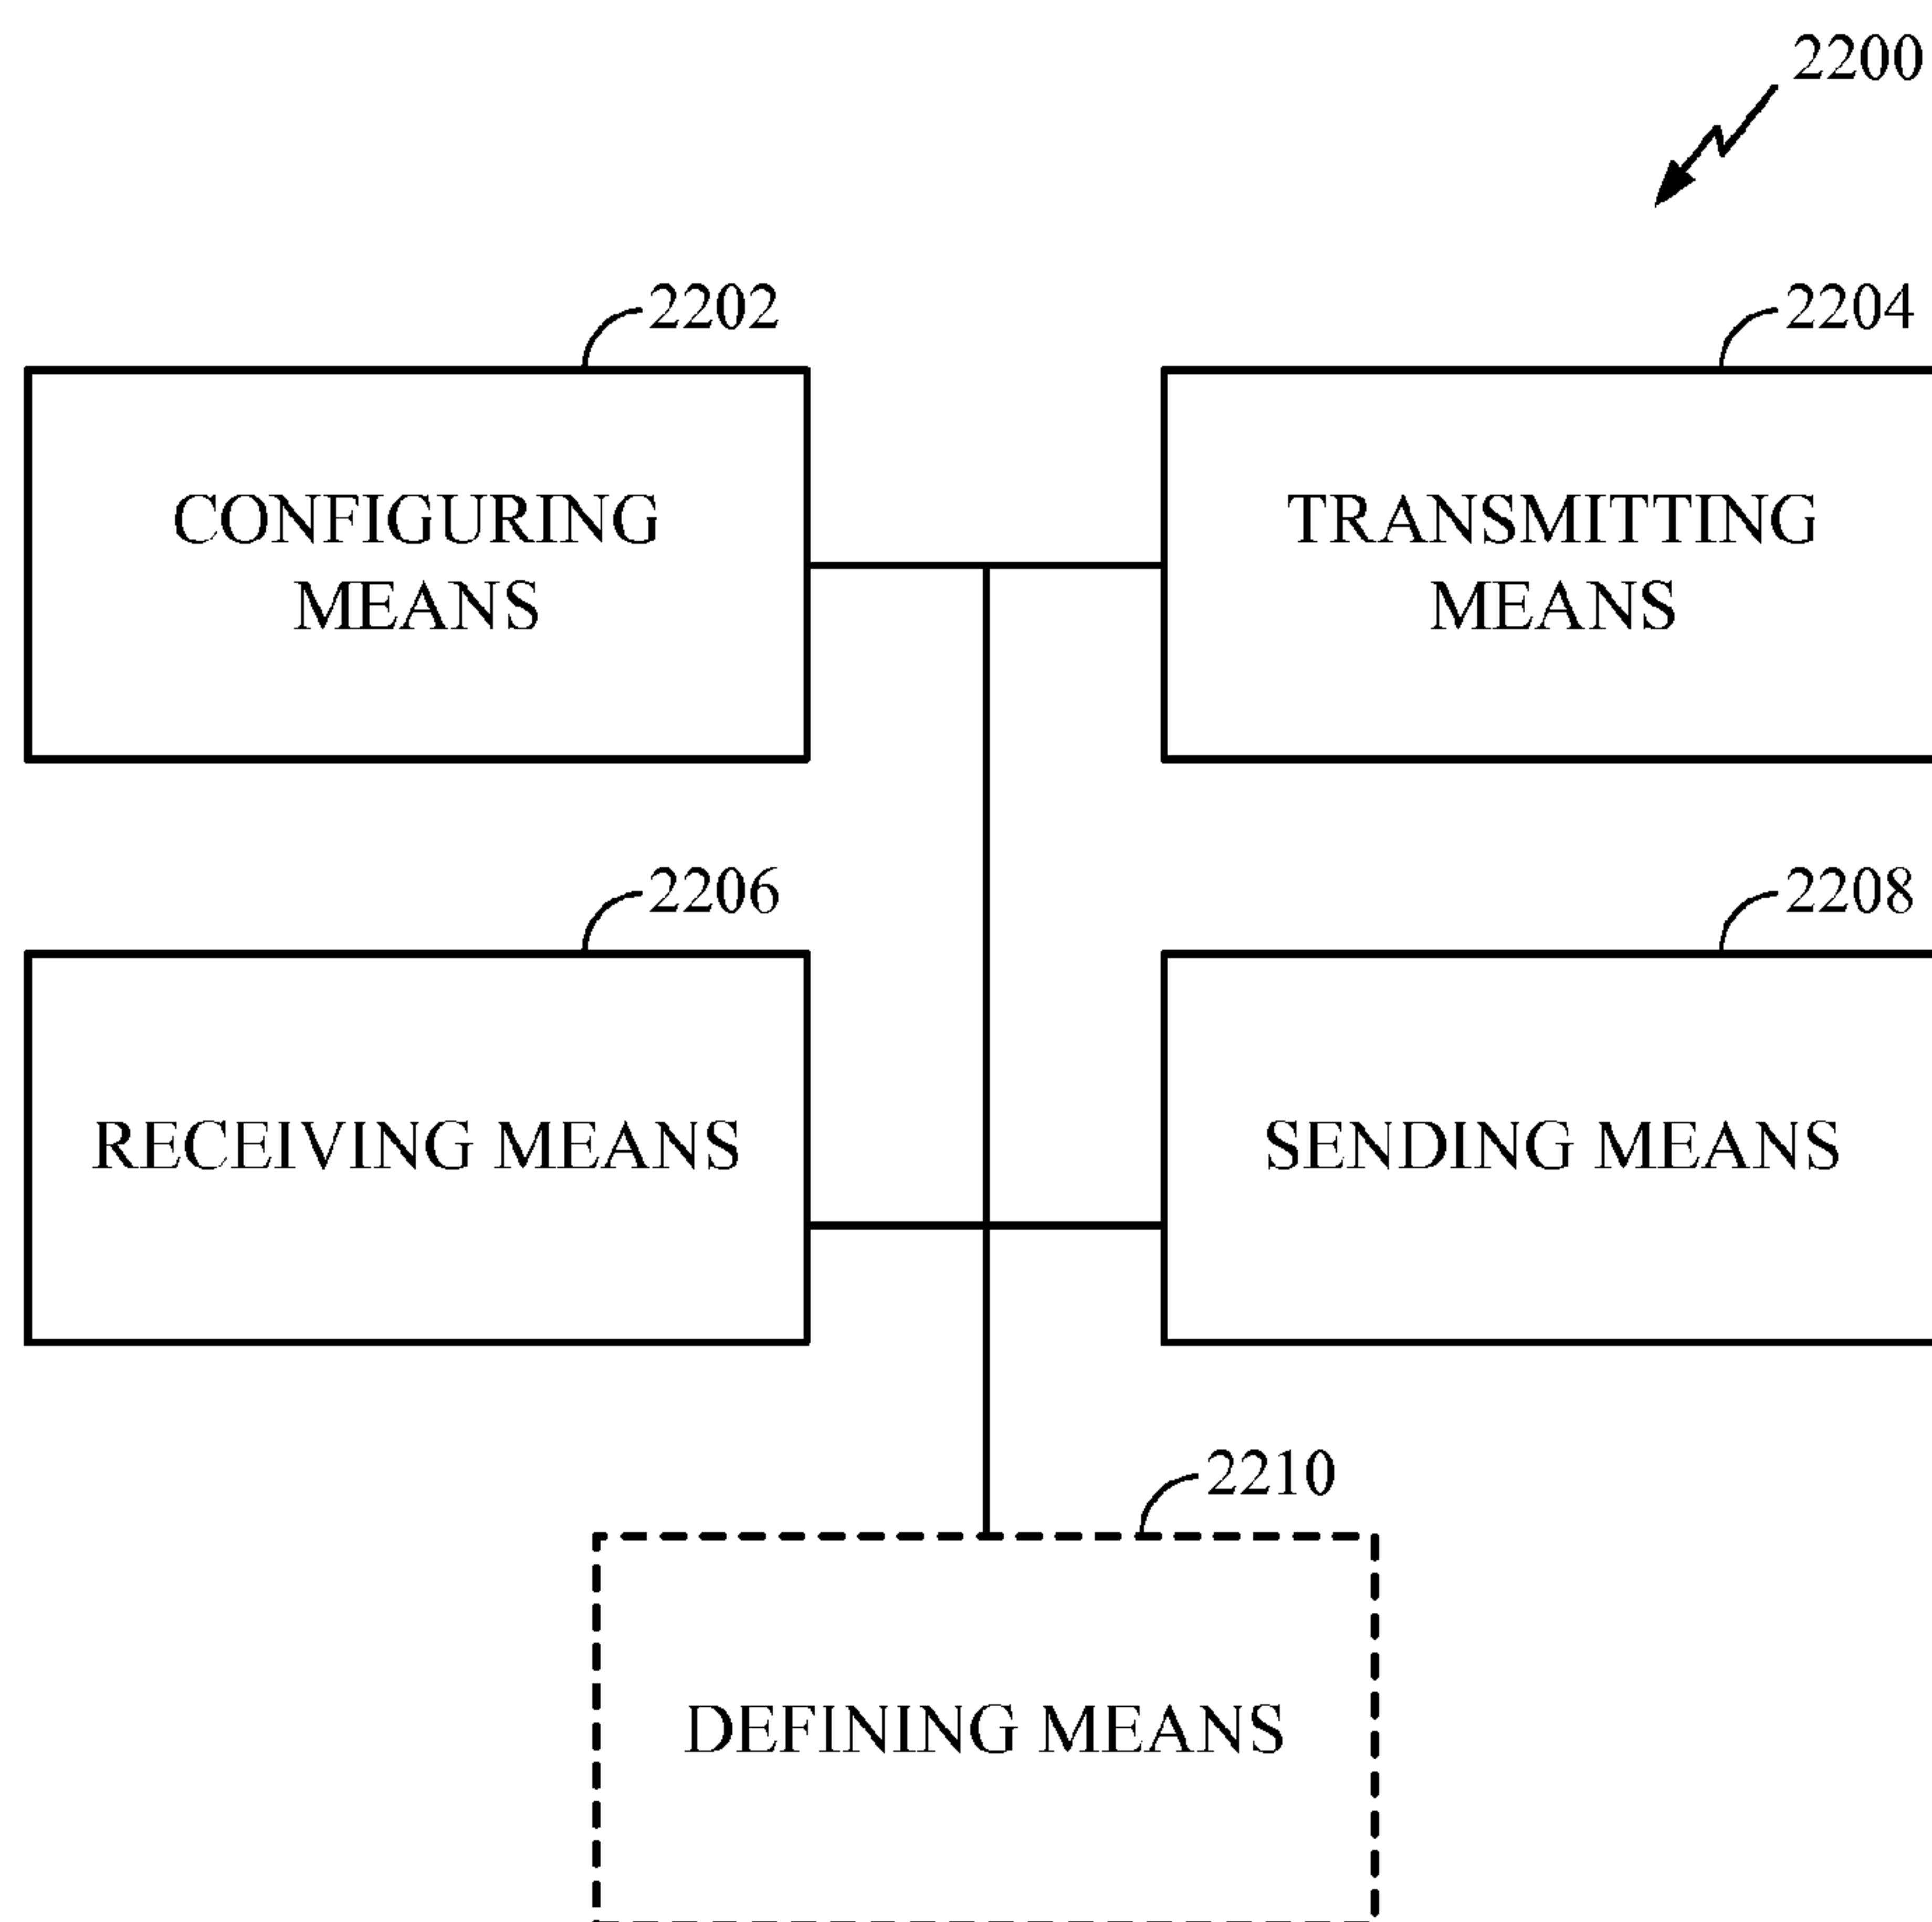 2200
2202
2204
CONFIGURING
MEANS
TRANSMITTING
MEANS
2206
2208
RECEIVING MEANS
SENDING MEANS
2210
DEFINING MEANS